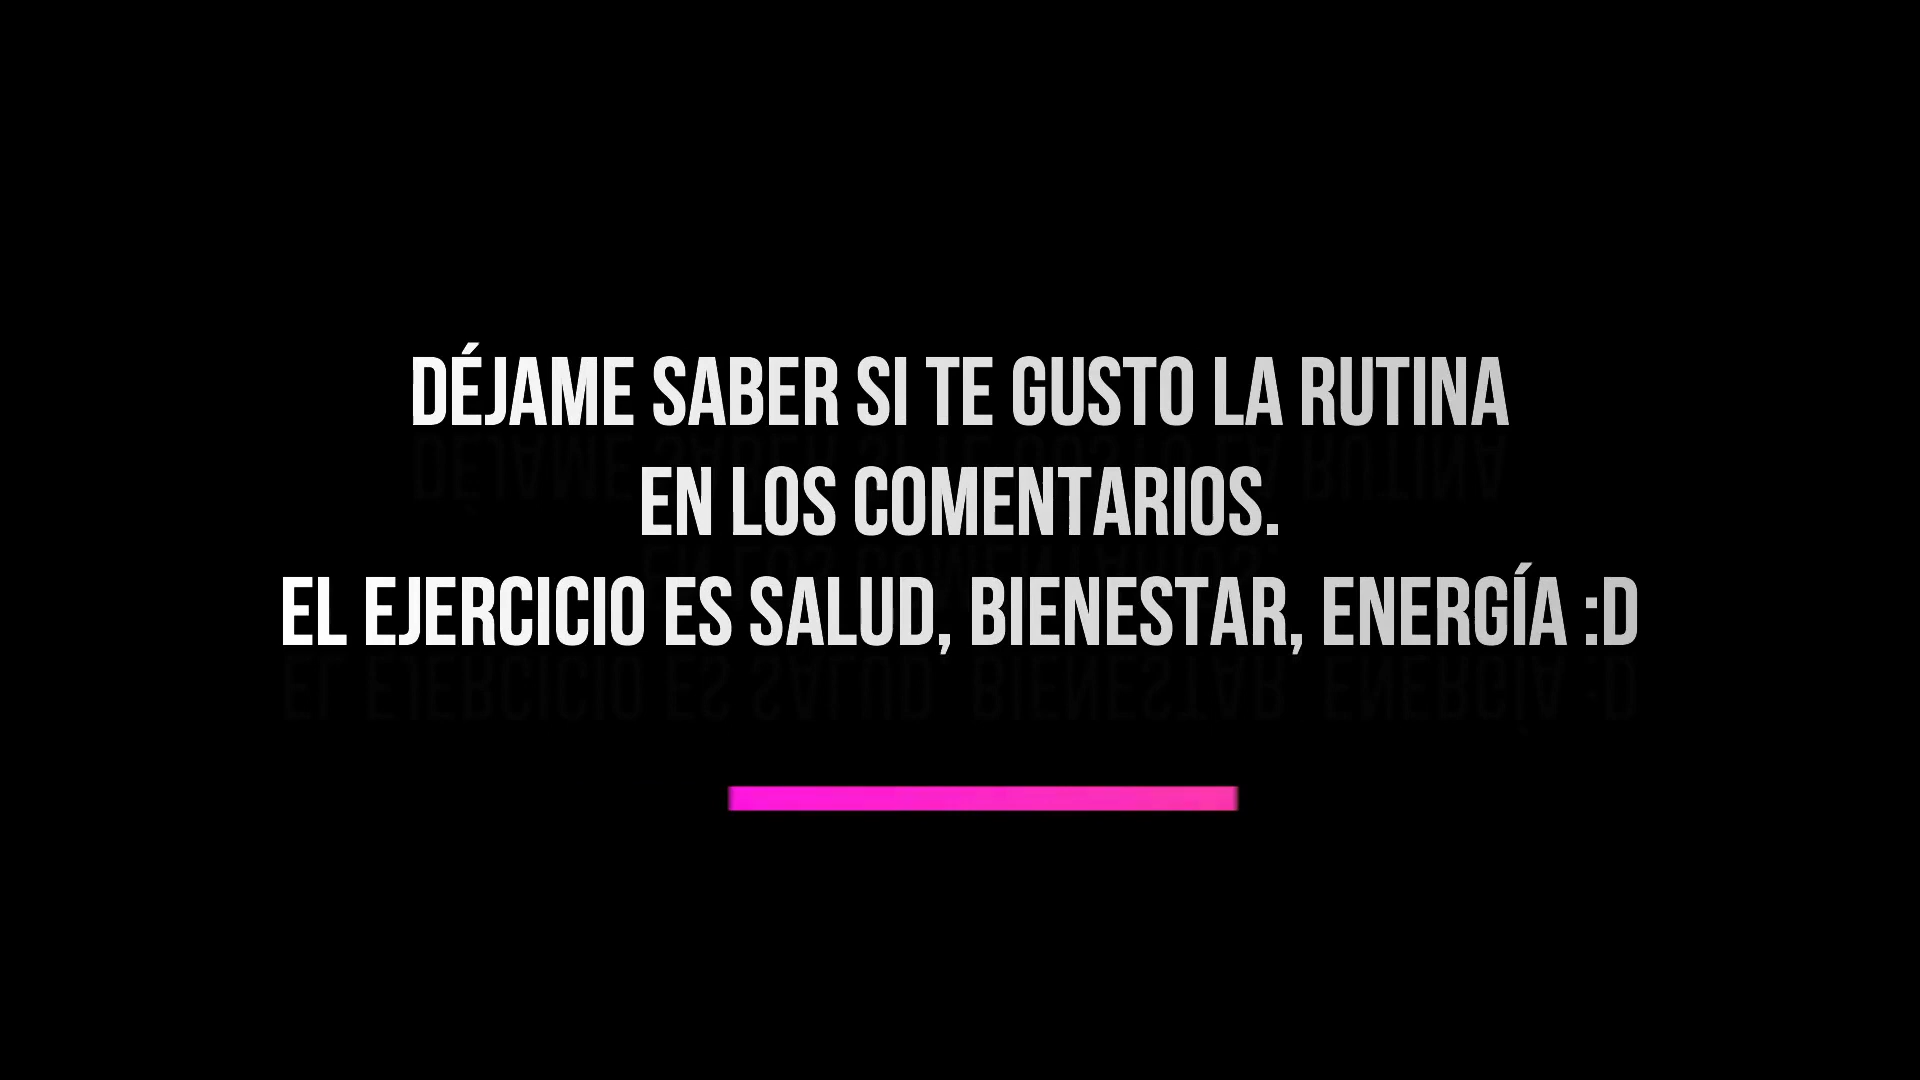 DÉJAME SABER SI TE GUSTO LA RUTINA
EN LOS COMENTARIOS.
EL EJERCICIO ES SALUD, BIENESTAR, ENERGÍA :D